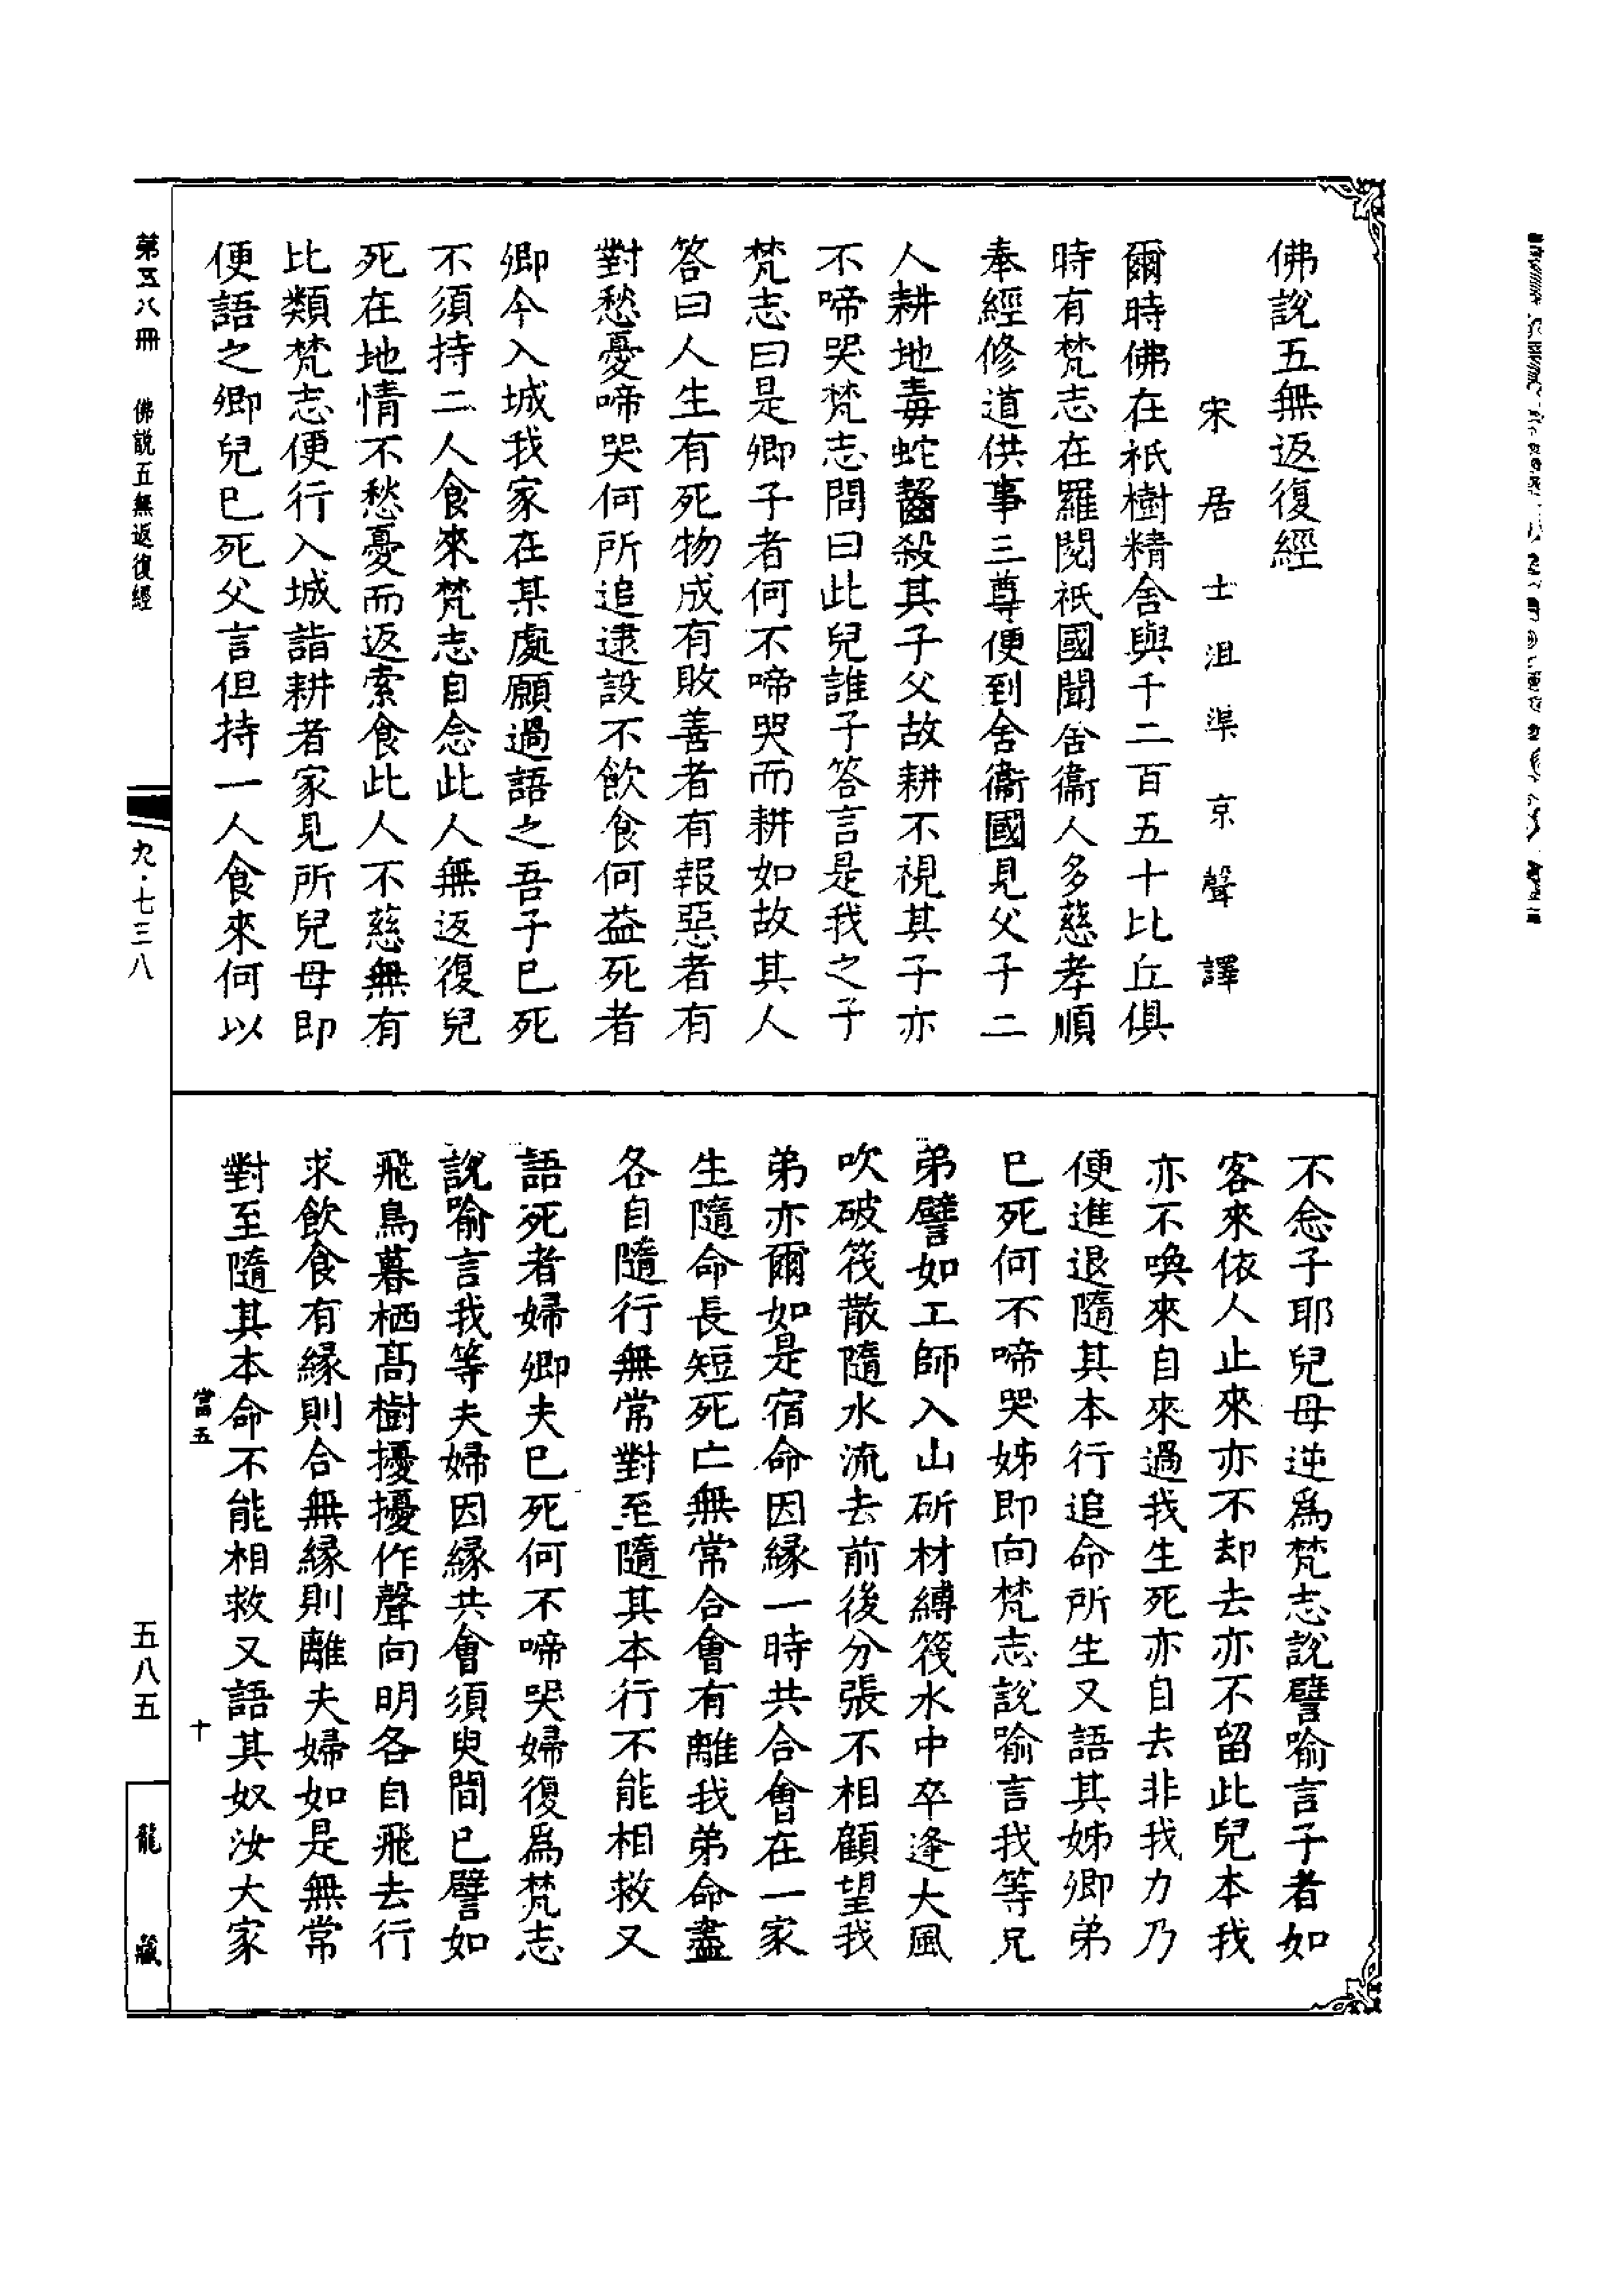 佛說五無返復經
宋居士沮渠京聲譯
爾時佛在祇樹精舍與千二百五十比丘俱
時有梵志在羅閱祇國聞舍衞人多慈孝順
奉經修道供事三尊便到舍衞國見父子二
人耕地毒蛇齧殺其子父故耕不視其子亦
不啼哭梵志問曰此兒誰子答言是我之子
梵志曰是卿子者何不啼哭而耕如故其人
答曰人生有死物成有敗善者有報惡者有
對愁憂啼哭何所追逮設不飲食何益死者
卿今入城我家在某處願過語之吾子巳死
不須持二人食來梵志自念此人無返復兒
死在地情不愁憂而返索食此人不慈無有
比類梵志便行入城詣耕者家見所兒母即
便語之卿兒巳死父言但持一人食來何以
不念子耶兒母逆爲梵志說譬喻言子者如
客來依人止來亦不却去亦不留此兒本我
亦不喚來自來過我生死亦自去非我力乃
便進退隨其本行追命所生又語其姊卿弟
巳死何不啼哭姊即向梵志說喻言我等兄
弟譬如工師入山斫材縛筏水中卒逢大風
吹破筏散隨水流去前後分張不相顧望我
弟亦爾如是宿命因緣一時共合會在一家
生隨命長短死亡無常合會有離我弟命盡
各自隨行無常對至隨其本行不能相救又
語死者婦卿夫巳死何不啼哭婦復爲梵志
說喻言我等夫婦因緣共會須臾間巳譬如
飛鳥暮栖髙樹擾擾作聲向明各自飛去行
求飲食有緣則合無緣則離夫婦如是無常
對至隨其本命不能相救又語其奴汝大家
當五
十
第五八冊 佛說五無返復經
九·七三八
五八五
龍藏